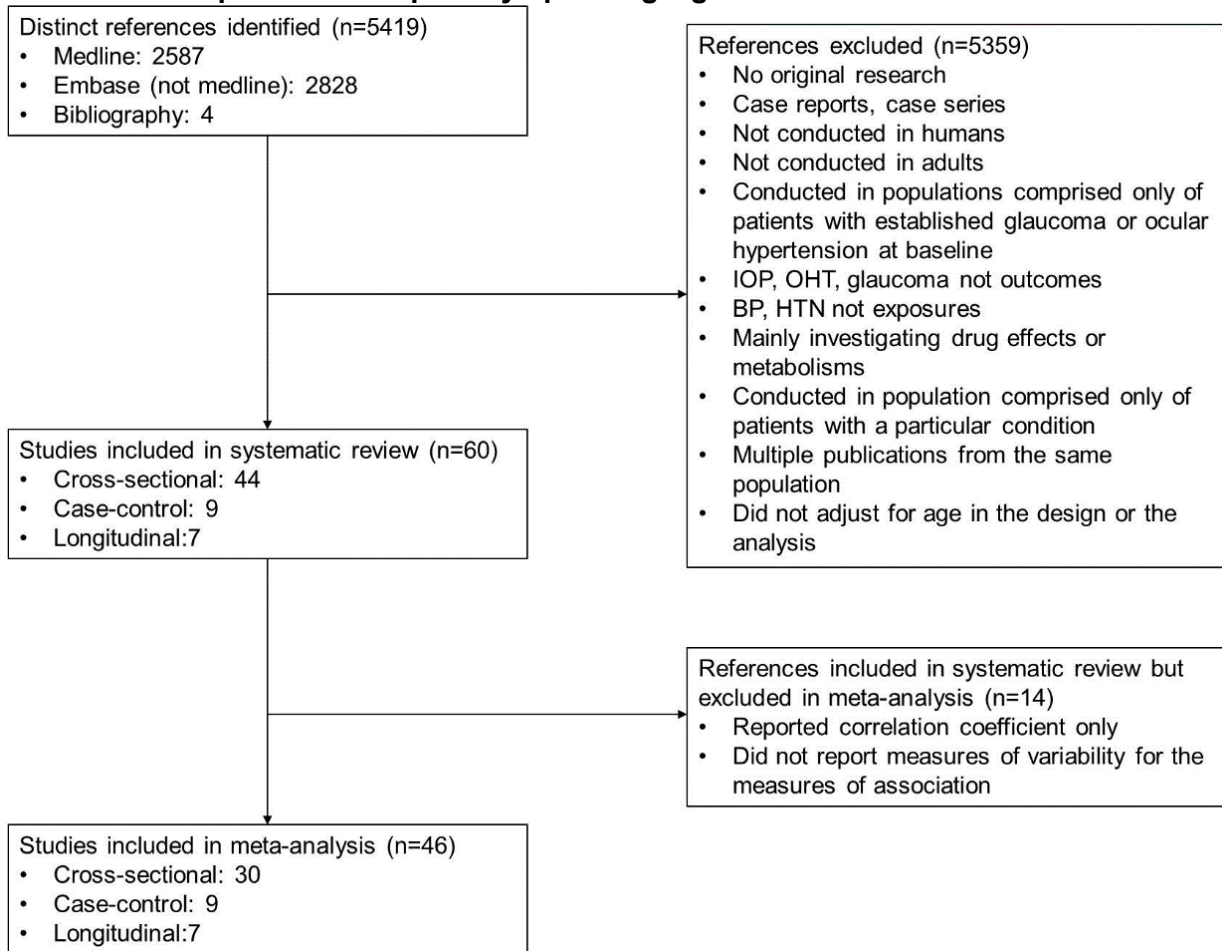 Distinct references identified (n=5419)
• Medline: 2587
• Embase (not medline): 2828
• Bibliography: 4
References excluded (n=5359)
• No original research
• Case reports, case series
• Not conducted in humans
• Not conducted in adults
• Conducted in populations comprised only of
patients with established glaucoma or ocular
hypertension at baseline
• IOP, OHT, glaucoma not outcomes
• BP, HTN not exposures
• Mainly investigating drug effects or
metabolisms
• Conducted in population comprised only of
patients with a particular condition
• Multiple publications from the same
population
• Did not adjust for age in the design or the
analysis
Studies included in systematic review (n=60)
• Cross-sectional: 44
• Case-control: 9
• Longitudinal:7
References included in systematic review but
excluded in meta-analysis (n=14)
• Reported correlation coefficient only
• Did not report measures of variability for the
measures of association
Studies included in meta-analysis (n=46)
• Cross-sectional: 30
• Case-control: 9
• Longitudinal:7